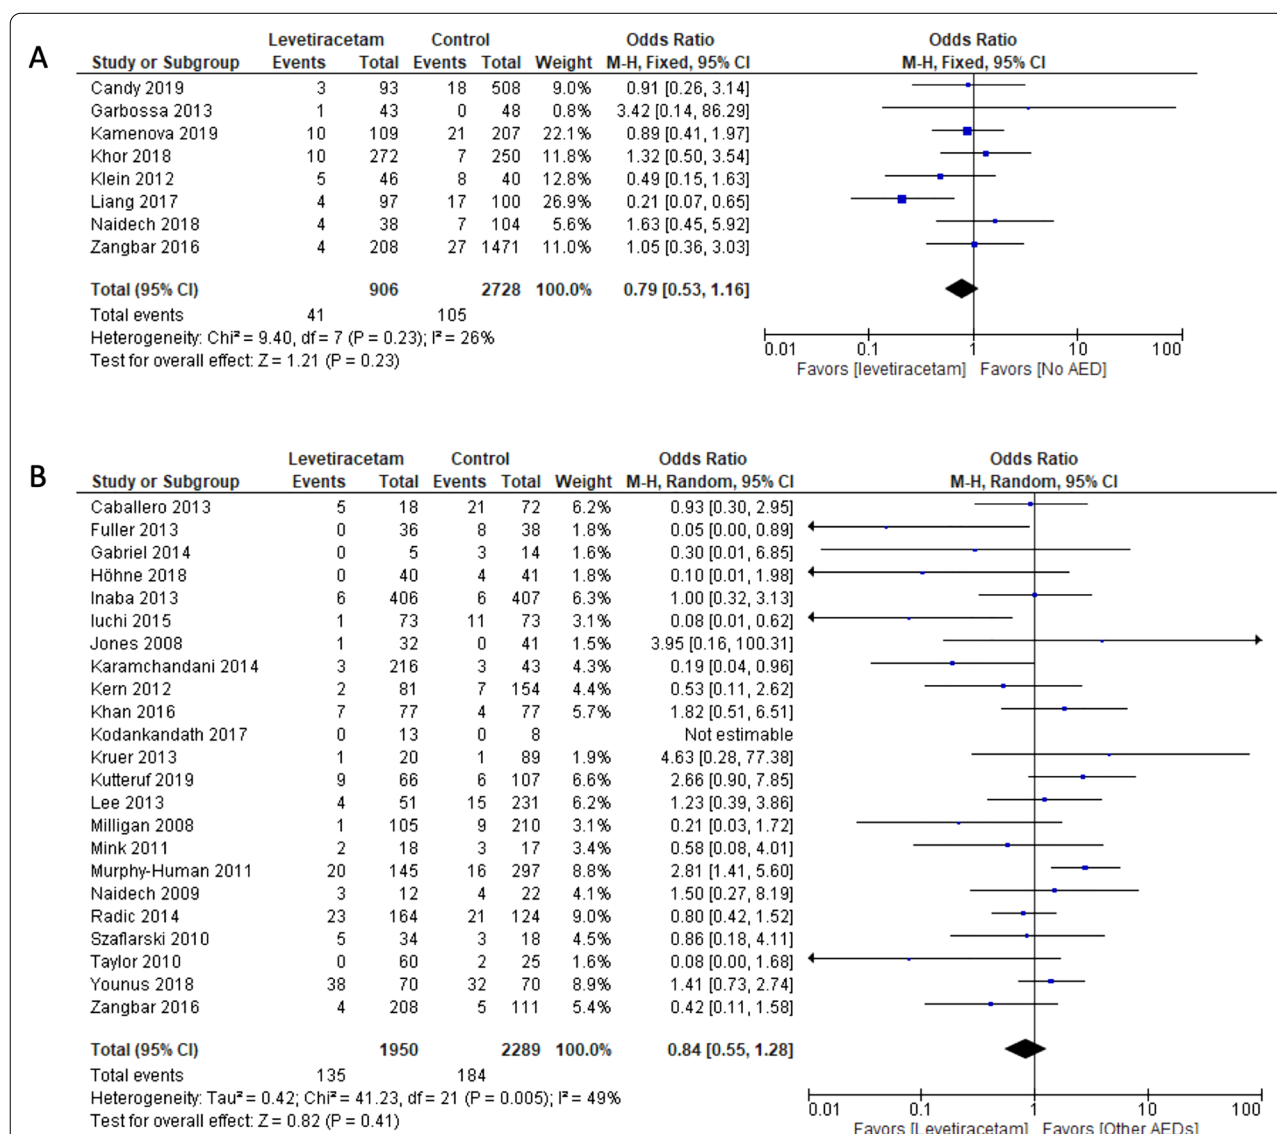 A
Levetiracetam Control Odds Ratio Odds Ratio
Study or Subgroup Events Total Events Total Weight M-H, Fixed, 95% CI M-H, Fixed, 95% CI
Candy 2019 3 93 18 508 9.0% 0.91 [0.26, 3.14]
Garbossa 2013 1 43 0 48 0.8% 3.42 [0.14, 86.29]
Kamenova 2019 10 109 21 207 22.1% 0.89 [0.41, 1.97]
Khor 2018 10 272 7 250 11.8% 1.32 [0.50, 3.54]
Klein 2012 5 46 8 40 12.8% 0.49 [0.15, 1.63]
Liang 2017 4 97 17 100 26.9% 0.21 [0.07, 0.65]
Naidech 2018 4 38 7 104 5.6% 1.63 [0.45, 5.92]
Zangbar 2016 4 208 27 1471 11.0% 1.05 [0.36, 3.03]
Total (95% CI) 906 2728 100.0% 0.79 [0.53, 1.16]
Total events 41 105
Heterogeneity: Chi² = 9.40, df = 7 (P = 0.23); I² = 26%
Test for overall effect: Z = 1.21 (P = 0.23)
0.01 0.1 1 10 100
Favors [levetiracetam] Favors [No AED]
B
Levetiracetam Control Odds Ratio Odds Ratio
Study or Subgroup Events Total Events Total Weight M-H, Random, 95% CI M-H, Random, 95% CI
Caballero 2013 5 18 21 72 6.2% 0.93 [0.30, 2.95]
Fuller 2013 0 36 8 38 1.8% 0.05 [0.00, 0.89]
Gabriel 2014 0 5 3 14 1.6% 0.30 [0.01, 6.85]
Höhne 2018 0 40 4 41 1.8% 0.10 [0.01, 1.98]
Inaba 2013 6 406 6 407 6.3% 1.00 [0.32, 3.13]
Iuchi 2015 1 73 11 73 3.1% 0.08 [0.01, 0.62]
Jones 2008 1 32 0 41 1.5% 3.95 [0.16, 100.31]
Karamchandani 2014 3 216 3 43 4.3% 0.19 [0.04, 0.96]
Kern 2012 2 81 7 154 4.4% 0.53 [0.11, 2.62]
Khan 2016 7 77 4 77 5.7% 1.82 [0.51, 6.51]
Kodankandath 2017 0 13 0 8 Not estimable
Kruer 2013 1 20 1 89 1.9% 4.63 [0.28, 77.38]
Kutteruf 2019 9 66 6 107 6.6% 2.66 [0.90, 7.85]
Lee 2013 4 51 15 231 6.2% 1.23 [0.39, 3.86]
Milligan 2008 1 105 9 210 3.1% 0.21 [0.03, 1.72]
Mink 2011 2 18 3 17 3.4% 0.58 [0.08, 4.01]
Murphy-Human 2011 20 145 16 297 8.8% 2.81 [1.41, 5.60]
Naidech 2009 3 12 4 22 4.1% 1.50 [0.27, 8.19]
Radic 2014 23 164 21 124 9.0% 0.80 [0.42, 1.52]
Szaflarski 2010 5 34 3 18 4.5% 0.86 [0.18, 4.11]
Taylor 2010 0 60 2 25 1.6% 0.08 [0.00, 1.68]
Younus 2018 38 70 32 70 8.9% 1.41 [0.73, 2.74]
Zangbar 2016 4 208 5 111 5.4% 0.42 [0.11, 1.58]
Total (95% CI) 1950 2289 100.0% 0.84 [0.55, 1.28]
Total events 135 184
Heterogeneity: Tau² = 0.42; Chi² = 41.23, df = 21 (P = 0.005); I² = 49%
Test for overall effect: Z = 0.82 (P = 0.41)
0.01 0.1 1 10 100
Favors [Levetiracetam] Favors [Other AEDs]